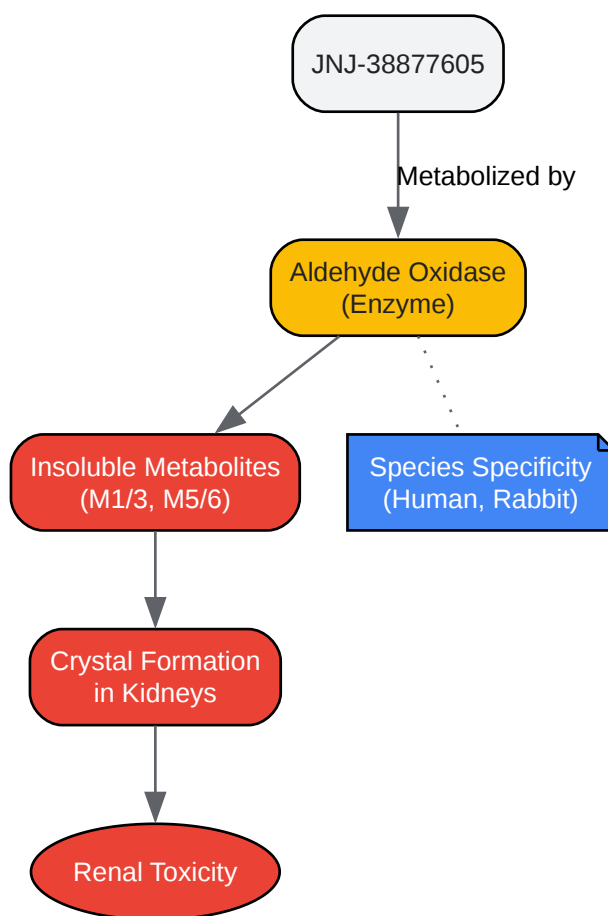 JNJ-38877605
Metabolized by
Aldehyde Oxidase
(Enzyme)
Insoluble Metabolites
(M1/3, M5/6)
Species Specificity
(Human, Rabbit)
Crystal Formation
in Kidneys
Renal Toxicity